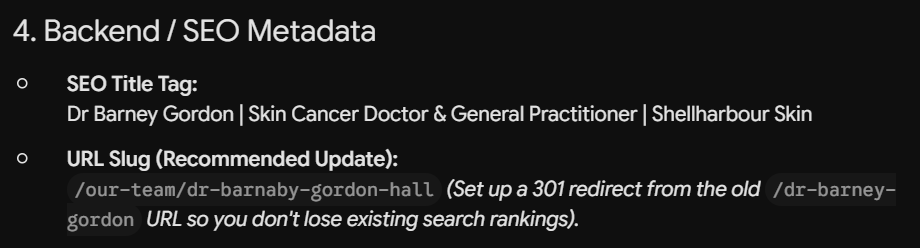 4. Backend / SEO Metadata
SEO Title Tag:
Dr Barney Gordon | Skin Cancer Doctor & General Practitioner | Shellharbour Skin
URL Slug (Recommended Update):
/our-team/dr-barnaby-gordon-hall (Set up a 301 redirect from the old /dr-barney-
gordon URL so you don't lose existing search rankings).